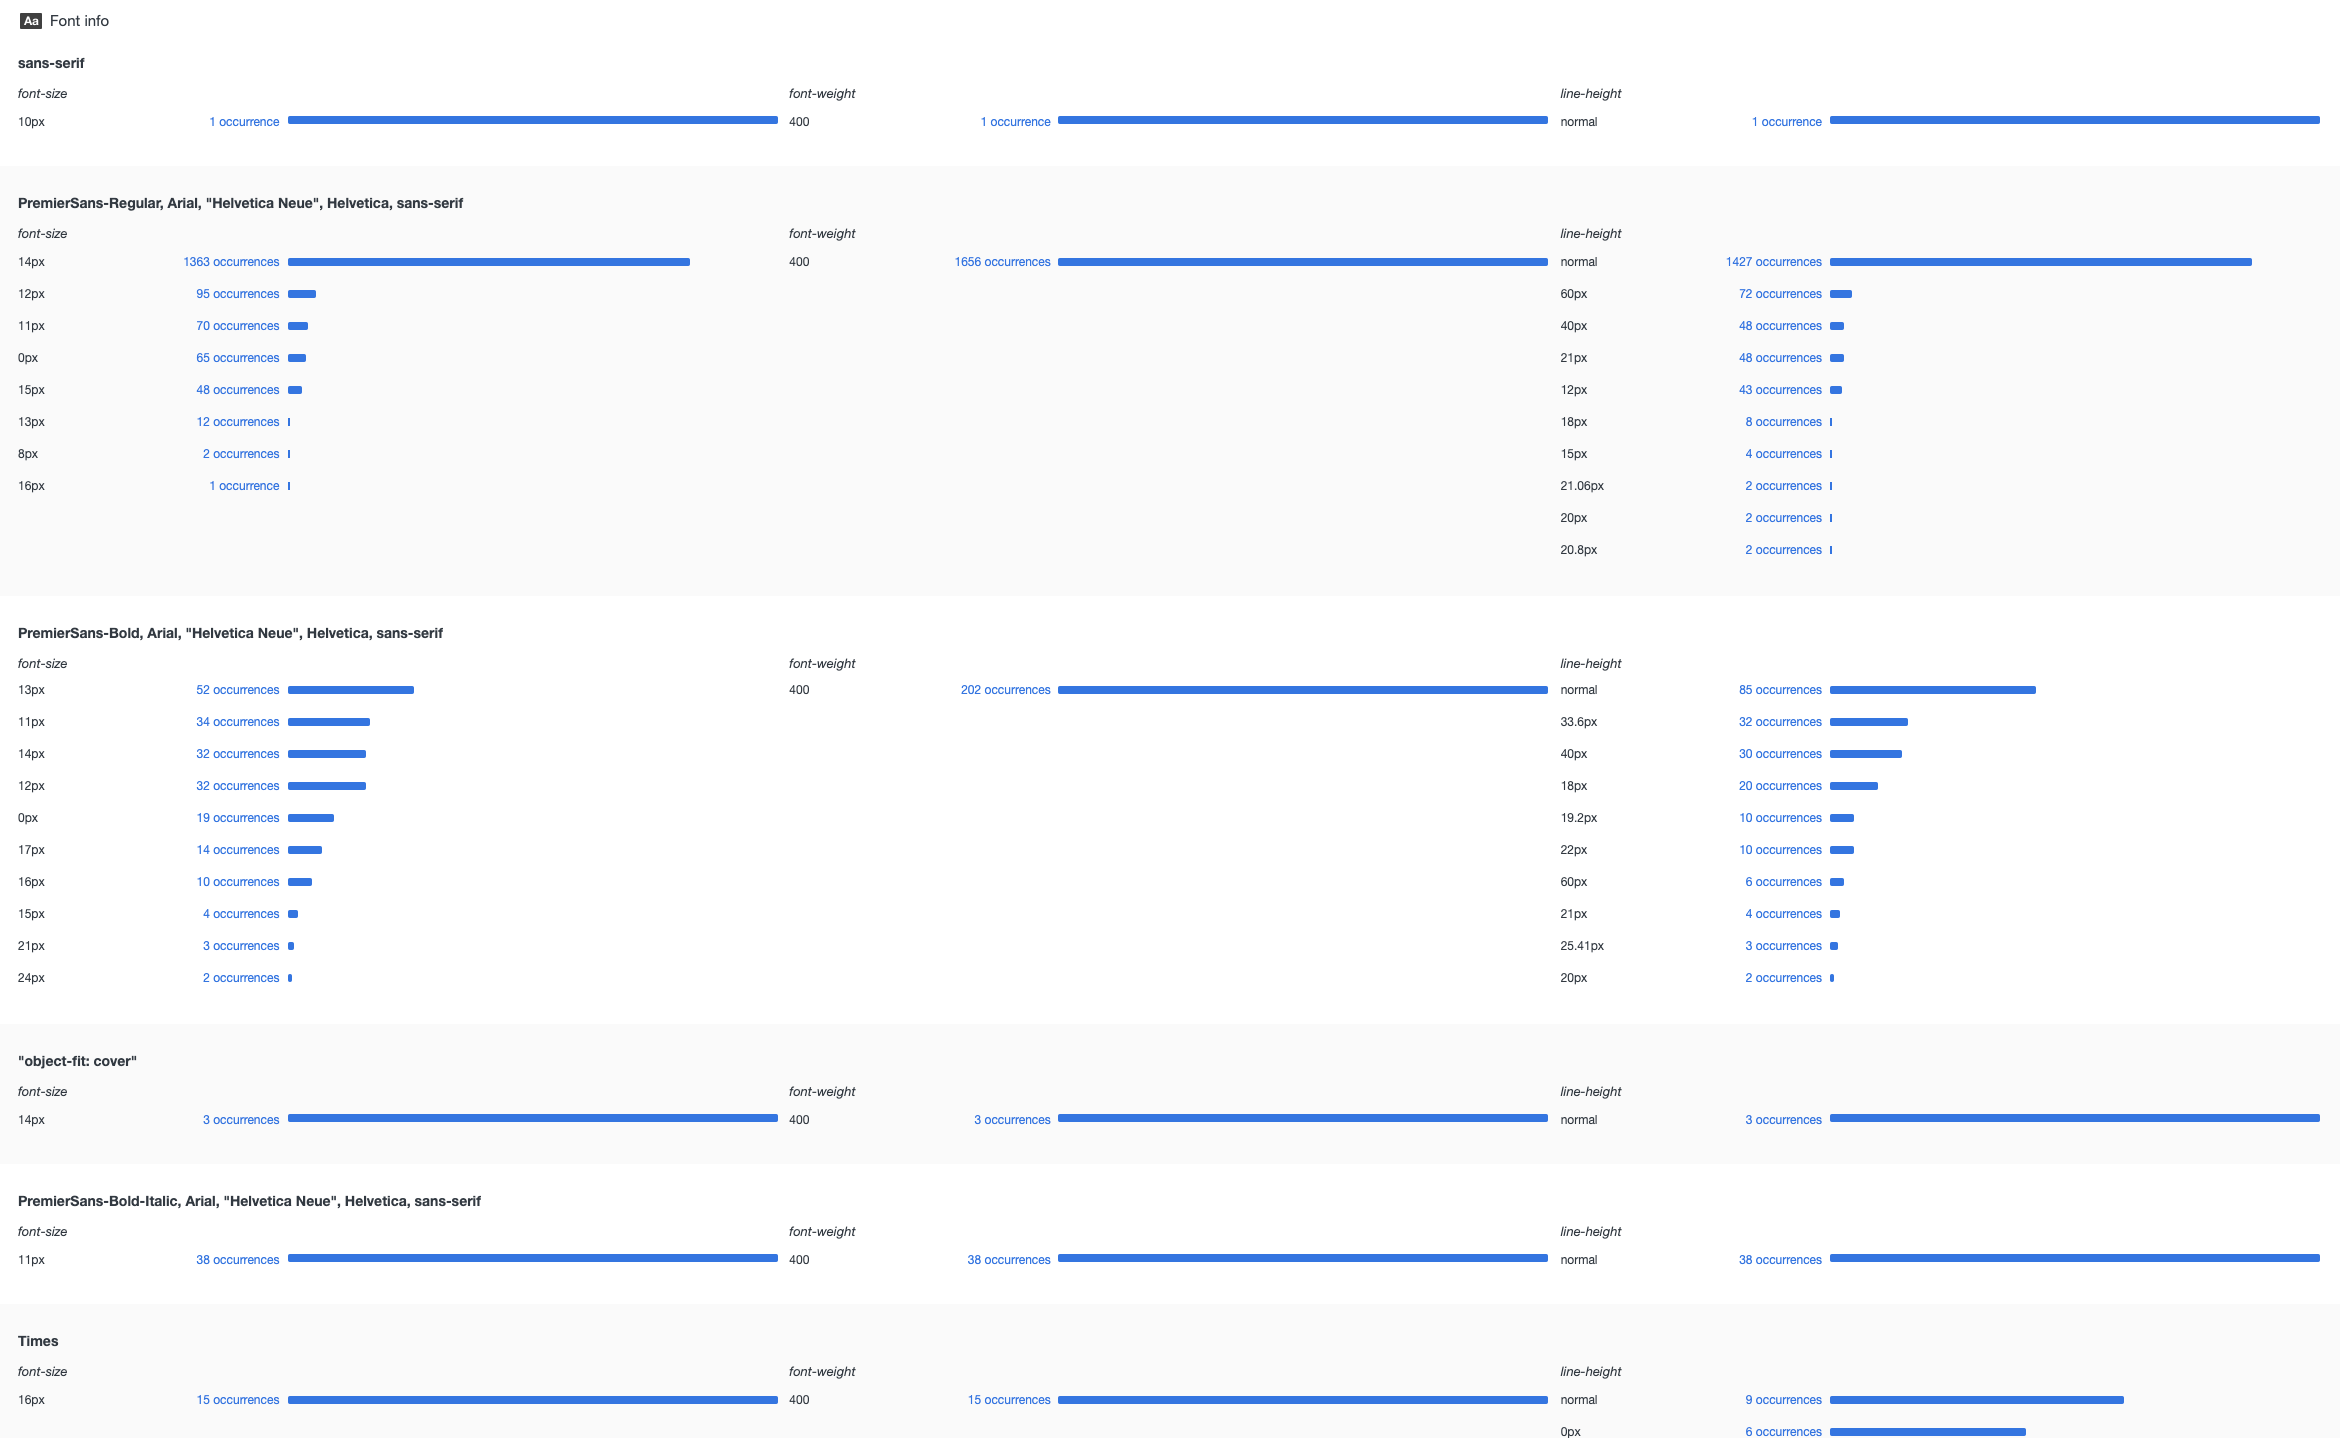 Aa Font info
sans-serif
font-size font-weight line-height
10px 1 occurrence 400 1 occurrence normal 1 occurrence
PremierSans-Regular, Arial, "Helvetica Neue", Helvetica, sans-serif
font-size font-weight line-height
14px 1363 occurrences 400 1656 occurrences normal 1427 occurrences
12px 95 occurrences 60px 72 occurrences
11px 70 occurrences 40px 48 occurrences
0px 65 occurrences 21px 48 occurrences
15px 48 occurrences 12px 43 occurrences
13px 12 occurrences 18px 8 occurrences
8px 2 occurrences 15px 4 occurrences
16px 1 occurrence 21.06px 2 occurrences
20px 2 occurrences
20.8px 2 occurrences
PremierSans-Bold, Arial, "Helvetica Neue", Helvetica, sans-serif
font-size font-weight line-height
13px 52 occurrences 400 202 occurrences normal 85 occurrences
11px 34 occurrences 33.6px 32 occurrences
14px 32 occurrences 40px 30 occurrences
12px 32 occurrences 18px 20 occurrences
0px 19 occurrences 19.2px 10 occurrences
17px 14 occurrences 22px 10 occurrences
16px 10 occurrences 60px 6 occurrences
15px 4 occurrences 21px 4 occurrences
21px 3 occurrences 25.41px 3 occurrences
24px 2 occurrences 20px 2 occurrences
"object-fit: cover"
font-size font-weight line-height
14px 3 occurrences 400 3 occurrences normal 3 occurrences
PremierSans-Bold-Italic, Arial, "Helvetica Neue", Helvetica, sans-serif
font-size font-weight line-height
11px 38 occurrences 400 38 occurrences normal 38 occurrences
Times
font-size font-weight line-height
16px 15 occurrences 400 15 occurrences normal 9 occurrences
0px 6 occurrences